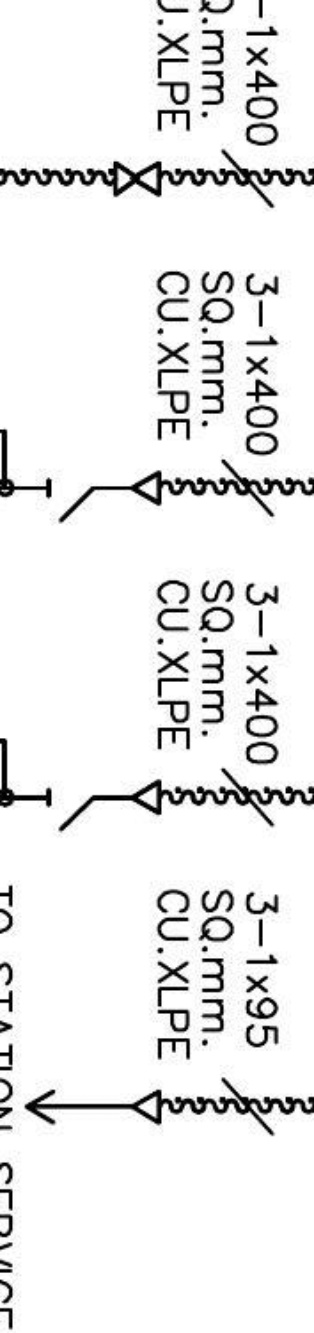 -1x400
Q.mm.
CU.XLPE
3-1x400
SQ.mm.
CU.XLPE
3-1x400
SQ.mm.
CU.XLPE
3-1x95
SQ.mm.
CU.XLPE
TO STATION SERVICE